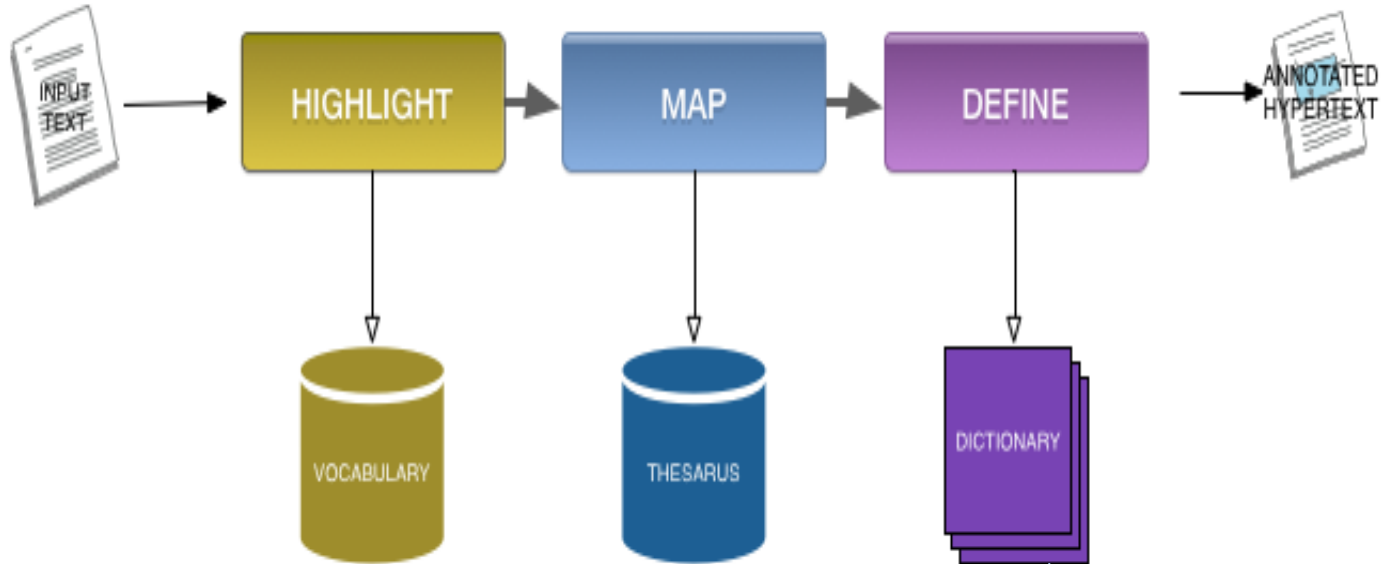 INPUT
TEXT
HIGHLIGHT
MAP
DEFINE
ANNOTATED
HYPERTEXT
VOCABULARY
THESARUS
DICTIONARY